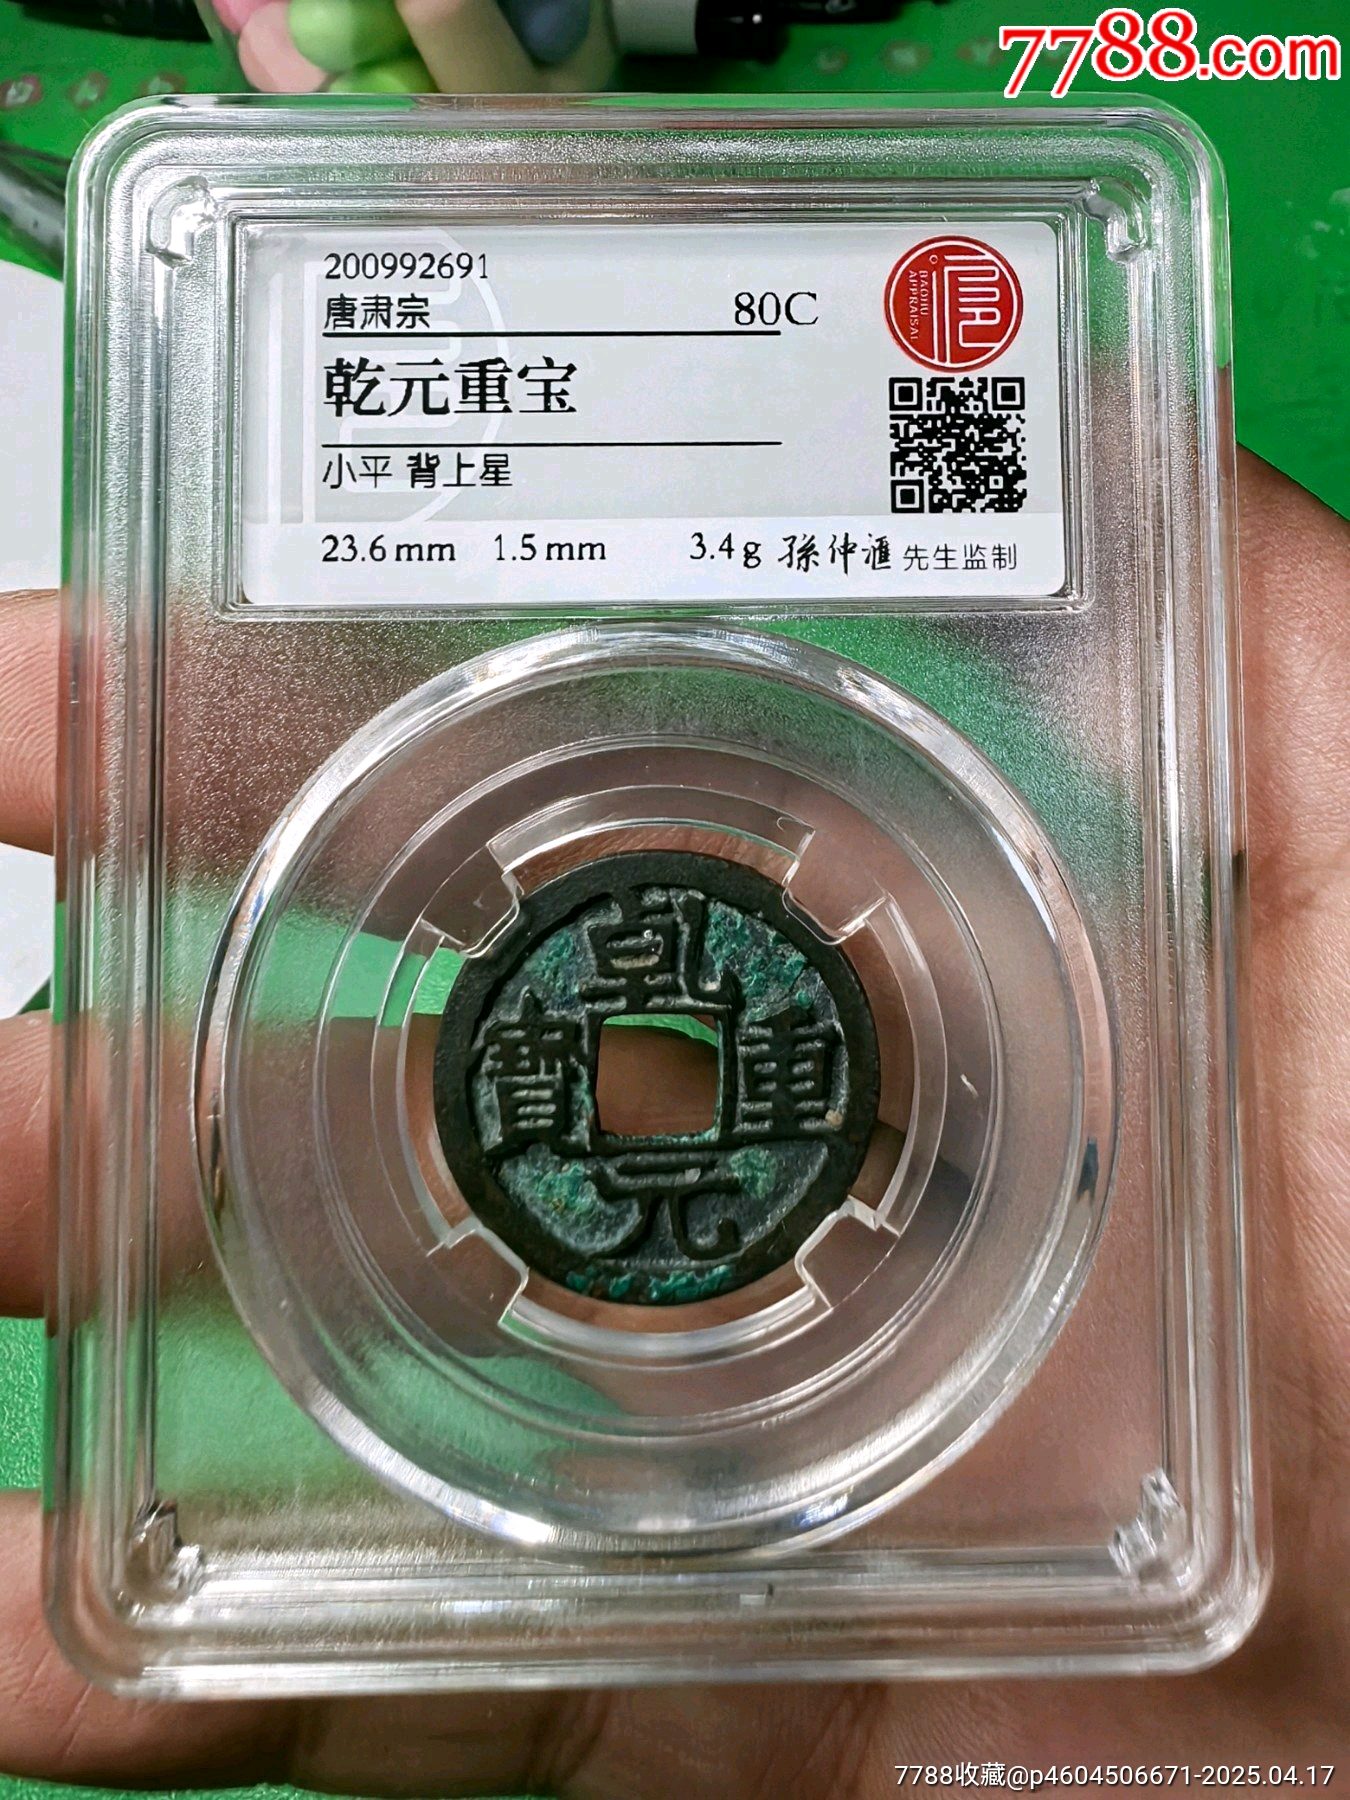 7788.com
200992691
唐肃宗 80C
BAOHU
APPRAISAL
乾元重宝
小平 背上星
23.6mm 1.5mm 3.4g 孫仲滙 先生监制
乾
寶 重
元
7788收藏@p4604506671-2025.04.17